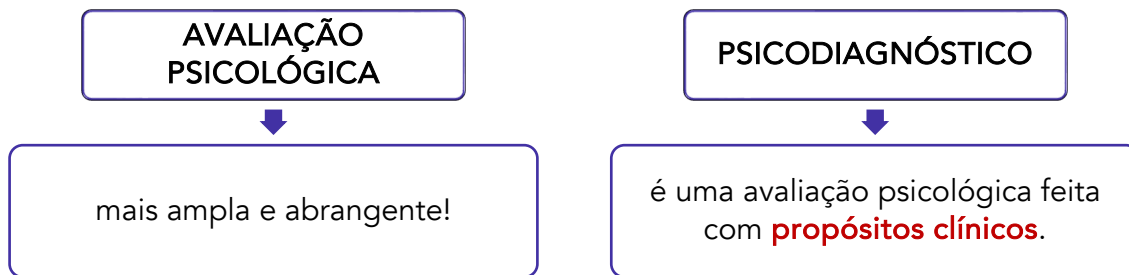 AVALIAÇÃO
PSICOLÓGICA
mais ampla e abrangente!
PSICODIAGNÓSTICO
é uma avaliação psicológica feita
com propósitos clínicos.